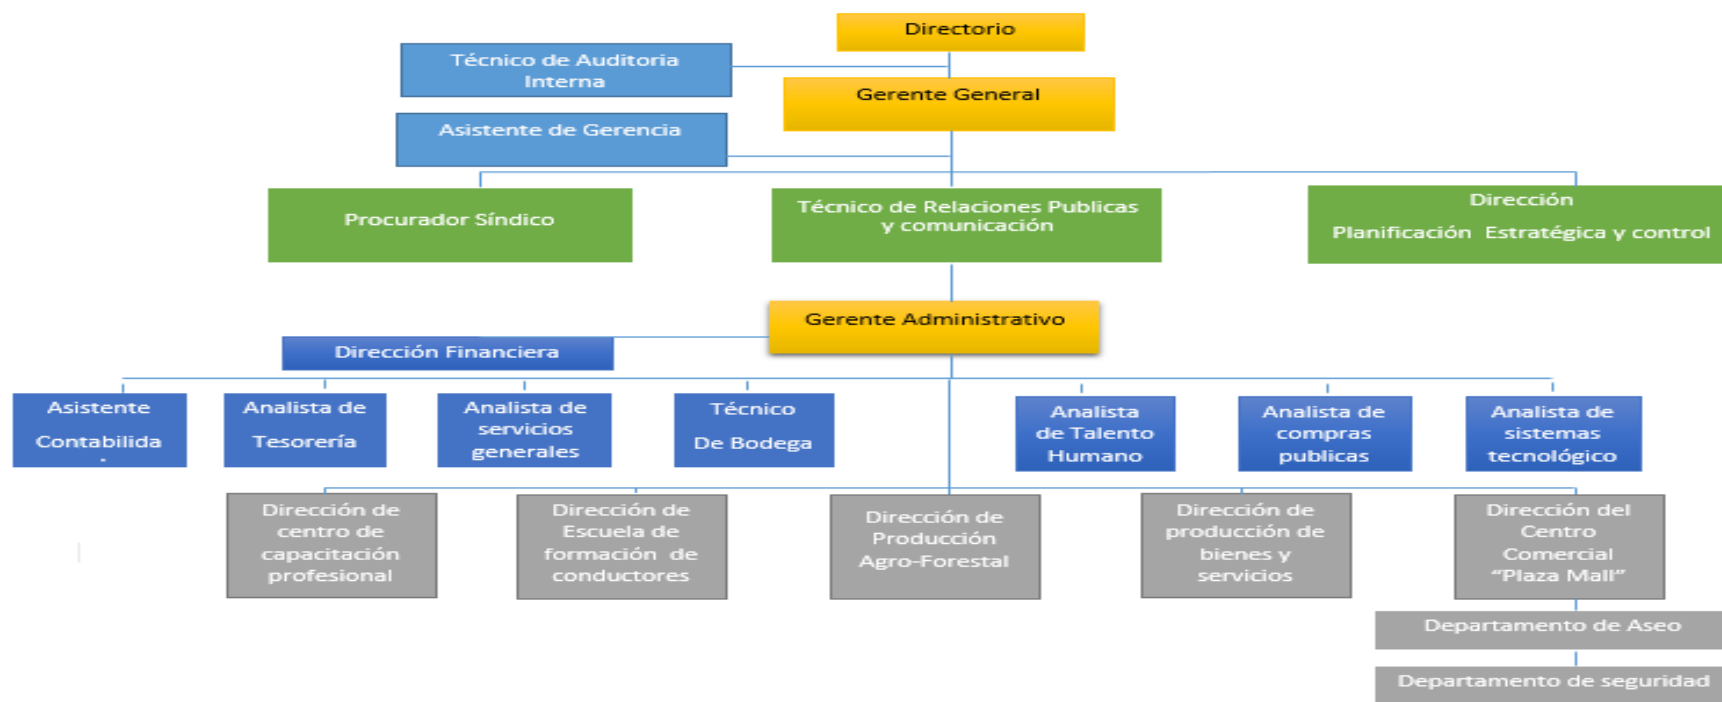 Directorio
Técnico de Auditoria
Interna
Gerente General
Asistente de Gerencia
Procurador Síndico
Técnico de Relaciones Publicas
y comunicación
Dirección
Planificación Estratégica y control
Gerente Administrativo
Dirección Financiera
Asistente
Contabilida
Analista de
Tesorería
Analista de
servicios
generales
Técnico
De Bodega
Analista
de Talento
Humano
Analista de
compras
publicas
Analista de
sistemas
tecnológico
Dirección de
centro de
capacitación
profesional
Dirección de
Escuela de
formación de
conductores
Dirección de
Producción
Agro-Forestal
Dirección de
producción de
bienes y
servicios
Dirección del
Centro
Comercial
“Plaza Mall”
Departamento de Aseo
Departamento de seguridad